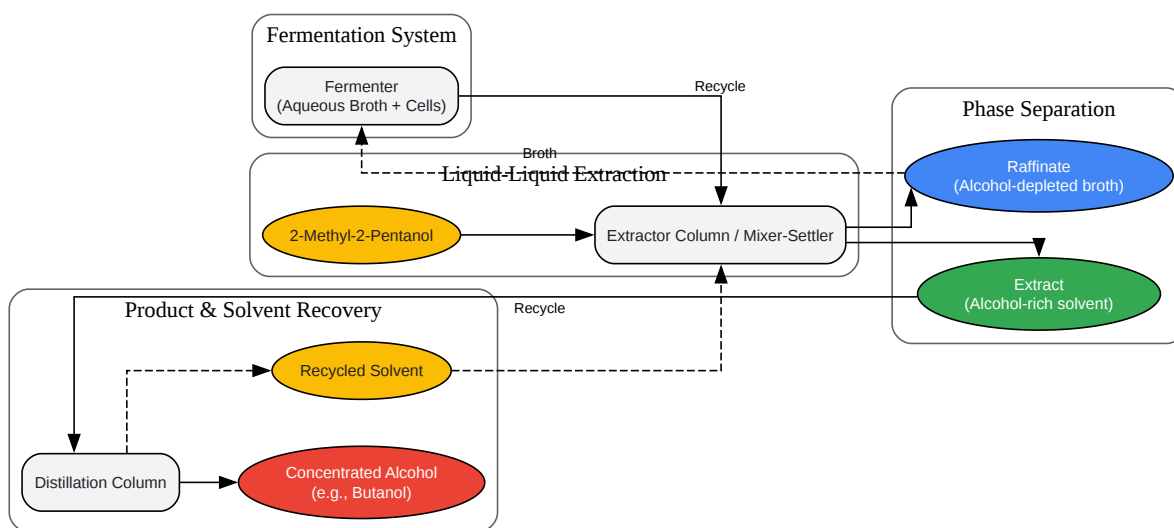 Fermentation System
Fermenter
(Aqueous Broth + Cells)
Recycle
Phase Separation
Broth
Liquid-Liquid Extraction
Raffinate
(Alcohol-depleted broth)
2-Methyl-2-Pentanol
Extractor Column / Mixer-Settler
Extract
(Alcohol-rich solvent)
Product & Solvent Recovery
Recycle
Recycled Solvent
Distillation Column
Concentrated Alcohol
(e.g., Butanol)